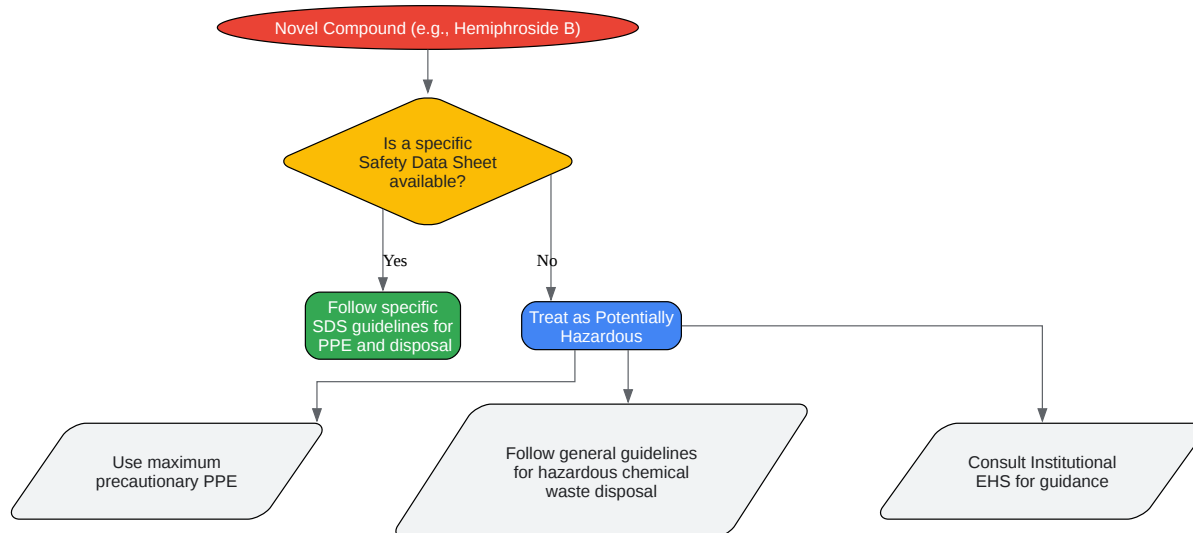 Novel Compound (e.g., Hemiphroside B)
Is a specific
Safety Data Sheet
available?
Yes
No
Follow specific
SDS guidelines for
PPE and disposal
Treat as Potentially
Hazardous
Use maximum
precautionary PPE
Follow general guidelines
for hazardous chemical
waste disposal
Consult Institutional
EHS for guidance